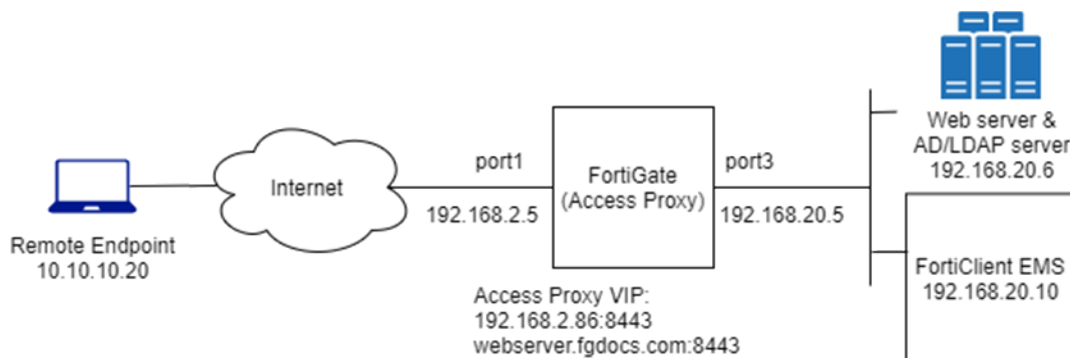 Remote Endpoint
10.10.10.20
Internet
port1
192.168.2.5
FortiGate
(Access Proxy)
port3
192.168.20.5
Access Proxy VIP:
192.168.2.86:8443
webserver.fgdocs.com:8443
Web server &
AD/LDAP server
192.168.20.6
FortiClient EMS
192.168.20.10